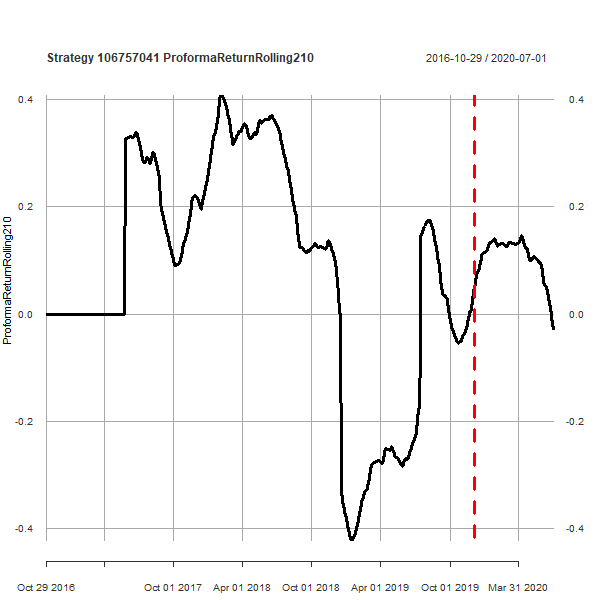 Strategy 106757041 ProformaReturnRolling210
2016-10-29 / 2020-07-01
0.4
0.4
0.2
0.2
0.0
0.0
-0.2
-0.2
-0.4
-0.4
ProformaReturnRolling210
Oct 29 2016
Oct 01 2017
Apr 01 2018
Oct 01 2018
Apr 01 2019
Oct 01 2019
Mar 31 2020